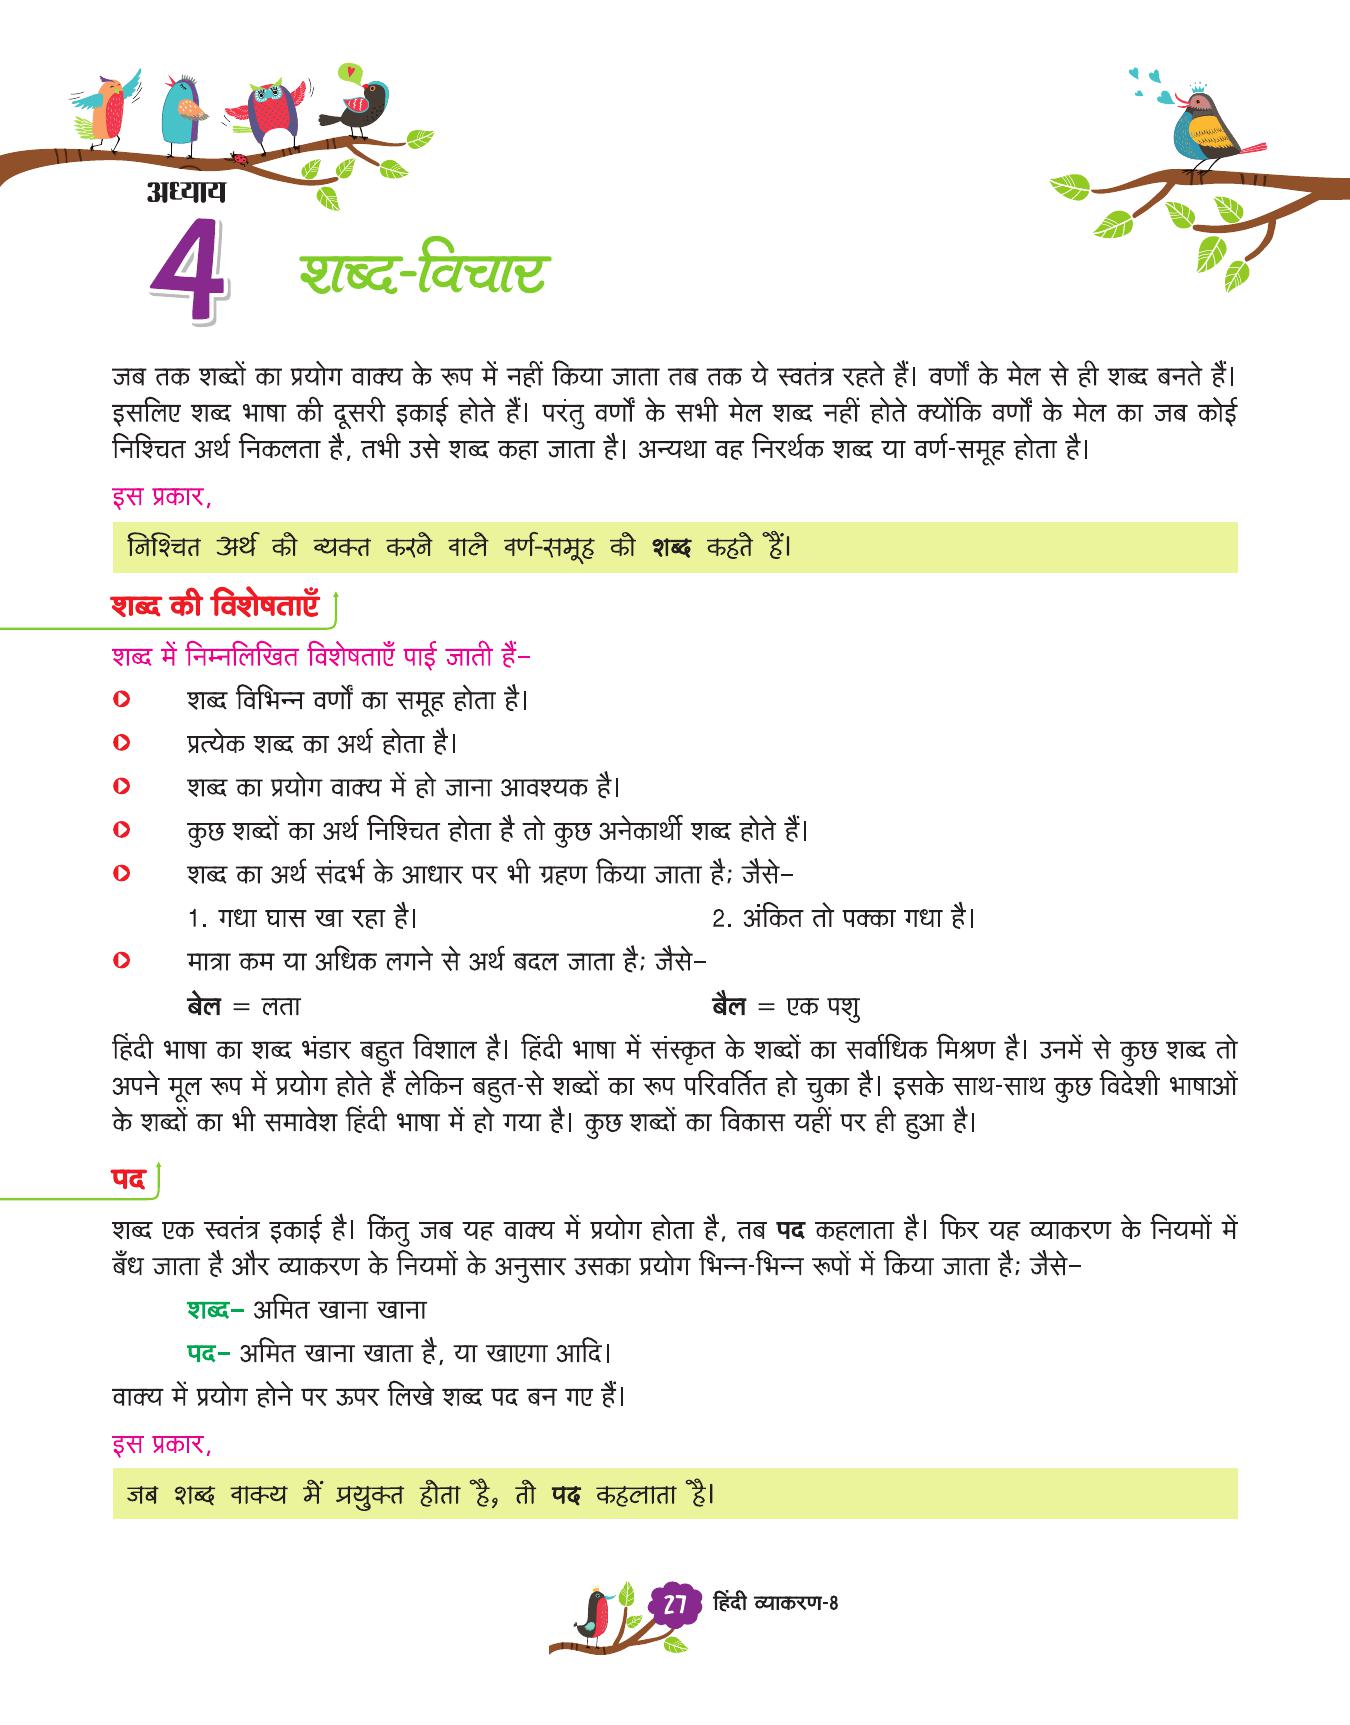 अध्याय
4
शब्द-विचार
जब तक शब्दों का प्रयोग वाक्य के रूप में नहीं किया जाता तब तक ये स्वतंत्र रहते हैं। वर्णों के मेल से ही शब्द बनते हैं।
इसलिए शब्द भाषा की दूसरी इकाई होते हैं। परंतु वर्णों के सभी मेल शब्द नहीं होते क्योंकि वर्णों के मेल का जब कोई
निश्चित अर्थ निकलता है, तभी उसे शब्द कहा जाता है। अन्यथा वह निरर्थक शब्द या वर्ण-समूह होता है।
इस प्रकार,
निश्चित अर्थ को व्यक्त करने वाले वर्ण-समूह को शब्द कहते हैं।
शब्द की विशेषताएँ
शब्द में निम्नलिखित विशेषताएँ पाई जाती हैं–
शब्द विभिन्न वर्णों का समूह होता है।
प्रत्येक शब्द का अर्थ होता है।
शब्द का प्रयोग वाक्य में हो जाना आवश्यक है।
कुछ शब्दों का अर्थ निश्चित होता है तो कुछ अनेकार्थी शब्द होते हैं।
शब्द का अर्थ संदर्भ के आधार पर भी ग्रहण किया जाता है; जैसे–
1. गधा घास खा रहा है। 2. अंकित तो पक्का गधा है।
मात्रा कम या अधिक लगने से अर्थ बदल जाता है; जैसे–
बेल = लता बैल = एक पशु
हिंदी भाषा का शब्द भंडार बहुत विशाल है। हिंदी भाषा में संस्कृत के शब्दों का सर्वाधिक मिश्रण है। उनमें से कुछ शब्द तो
अपने मूल रूप में प्रयोग होते हैं लेकिन बहुत-से शब्दों का रूप परिवर्तित हो चुका है। इसके साथ-साथ कुछ विदेशी भाषाओं
के शब्दों का भी समावेश हिंदी भाषा में हो गया है। कुछ शब्दों का विकास यहीं पर ही हुआ है।
पद
शब्द एक स्वतंत्र इकाई है। किंतु जब यह वाक्य में प्रयोग होता है, तब पद कहलाता है। फिर यह व्याकरण के नियमों में
बँध जाता है और व्याकरण के नियमों के अनुसार उसका प्रयोग भिन्न-भिन्न रूपों में किया जाता है; जैसे–
शब्द– अमित खाना खाना
पद– अमित खाना खाता है, या खाएगा आदि।
वाक्य में प्रयोग होने पर ऊपर लिखे शब्द पद बन गए हैं।
इस प्रकार,
जब शब्द वाक्य में प्रयुक्त होता है, तो पद कहलाता है।
27 हिंदी व्याकरण-8